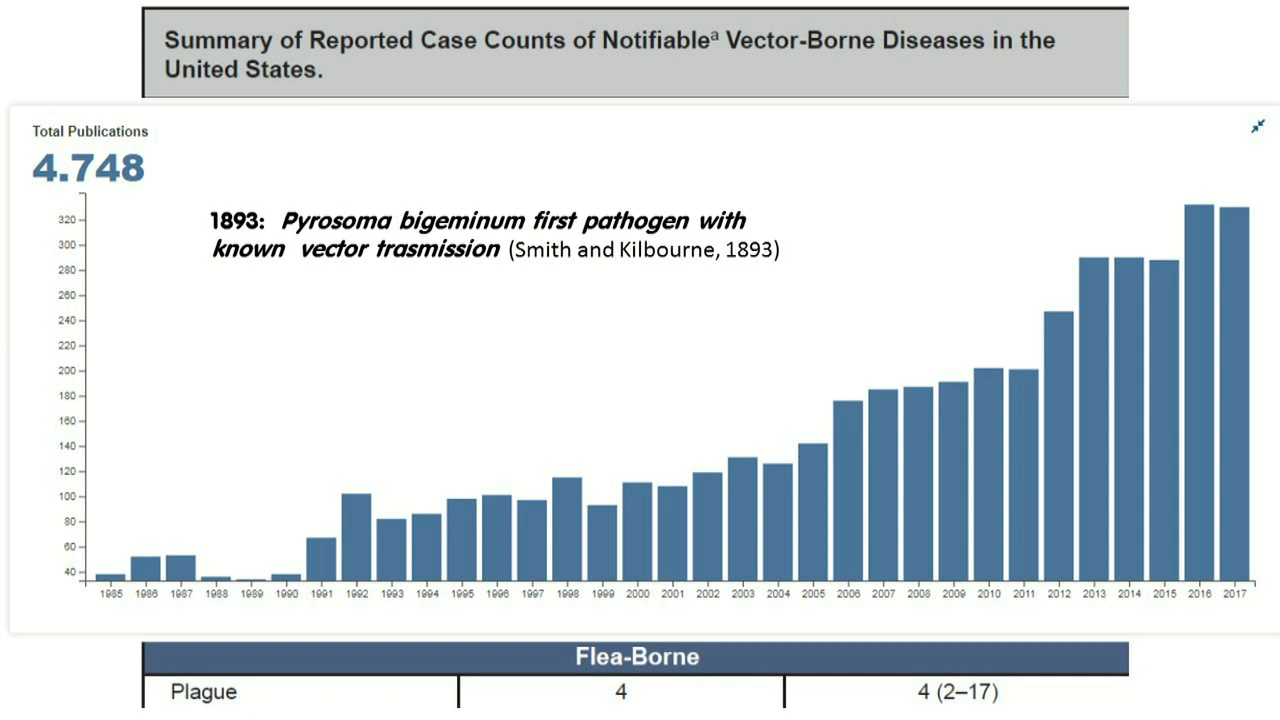 Summary of Reported Case Counts of Notifiableª Vector-Borne Diseases in the
United States.
Total Publications
4.748
1893: Pyrosoma bigeminum first pathogen with
known vector trasmission (Smith and Kilbourne, 1893)
320
300
280
260
240
220
200
180
160
140
120
100
80
60
40
1985 1986 1987 1988 1989 1990 1991 1992 1993 1994 1995 1996 1997 1998 1999 2000 2001 2002 2003 2004 2005 2006 2007 2008 2009 2010 2011 2012 2013 2014 2015 2016 2017
Flea-Borne
Plague 4 4 (2–17)